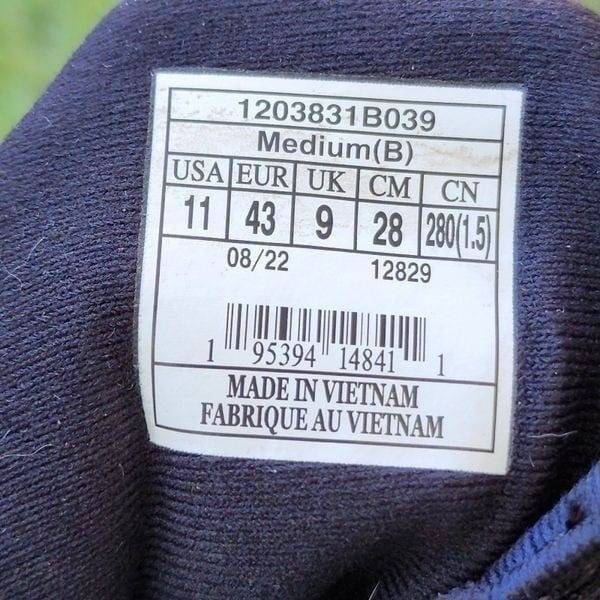 1203831B039
Medium(B)
USA EUR UK CM CN
11 43 9 28 280(1.5)
08/22 12829
1 95394 14841 1
MADE IN VIETNAM
FABRIQUE AU VIETNAM